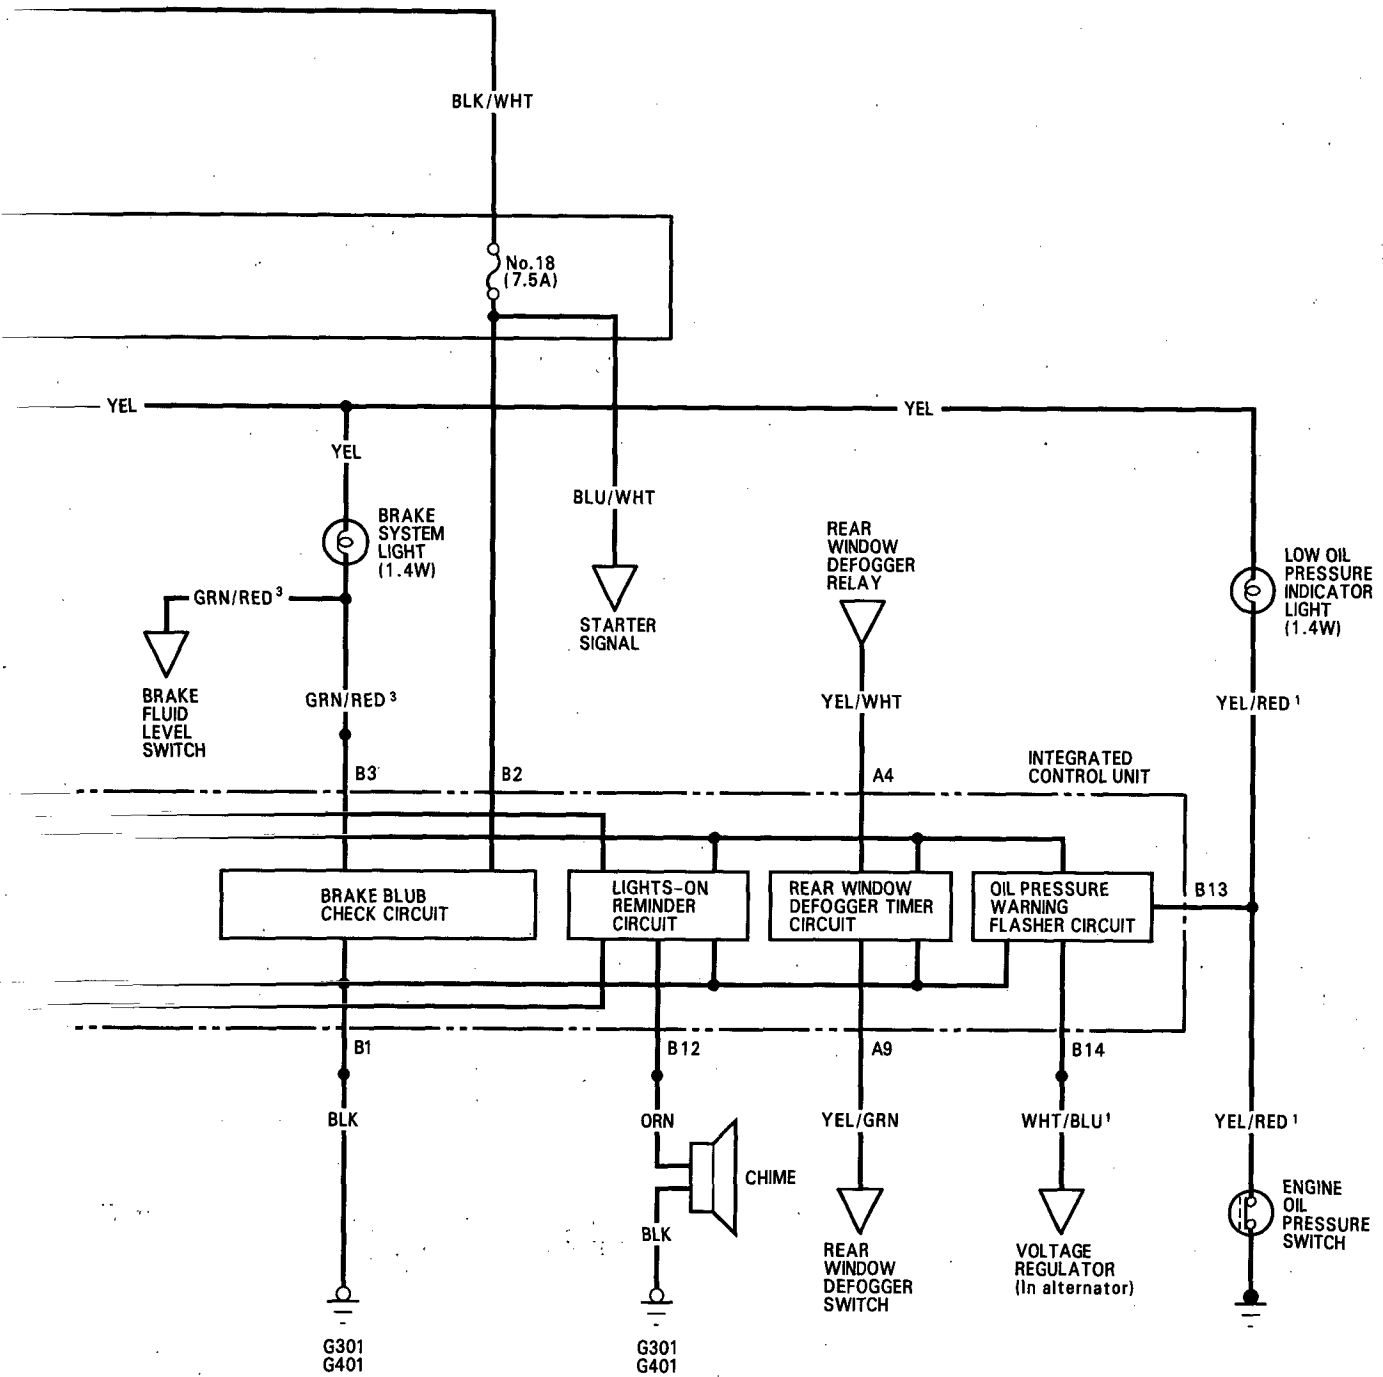 BLK/WHT
No.18
(7.5A)
YEL
YEL
YEL
BLU/WHT
BRAKE
SYSTEM
LIGHT
(1.4W)
GRN/RED 3
STARTER
SIGNAL
REAR
WINDOW
DEFOGGER
RELAY
LOW OIL
PRESSURE
INDICATOR
LIGHT
(1.4W)
BRAKE
FLUID
LEVEL
SWITCH
GRN/RED 3
YEL/WHT
YEL/RED 1
B3
B2
A4
INTEGRATED
CONTROL UNIT
BRAKE BLUB
CHECK CIRCUIT
LIGHTS-ON
REMINDER
CIRCUIT
REAR WINDOW
DEFOGGER TIMER
CIRCUIT
OIL PRESSURE
WARNING
FLASHER CIRCUIT
B13
B1
B12
A9
B14
BLK
ORN
YEL/GRN
WHT/BLU 1
YEL/RED 1
CHIME
BLK
REAR
WINDOW
DEFOGGER
SWITCH
VOLTAGE
REGULATOR
(In alternator)
ENGINE
OIL
PRESSURE
SWITCH
G301
G401
G301
G401